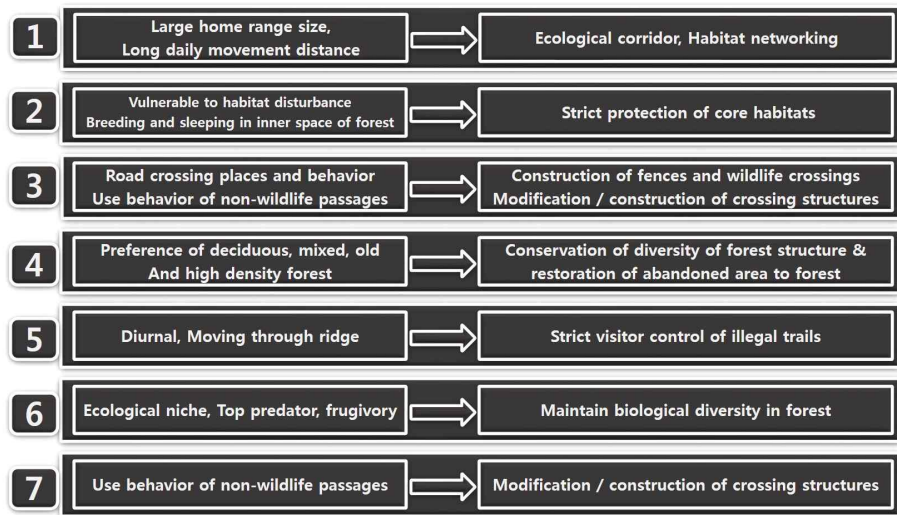 1
Large home range size,
Long daily movement distance
Ecological corridor, Habitat networking
2
Vulnerable to habitat disturbance
Breeding and sleeping in inner space of forest
Strict protection of core habitats
3
Road crossing places and behavior
Use behavior of non-wildlife passages
Construction of fences and wildlife crossings
Modification / construction of crossing structures
4
Preference of deciduous, mixed, old
And high density forest
Conservation of diversity of forest structure &
restoration of abandoned area to forest
5
Diurnal, Moving through ridge
Strict visitor control of illegal trails
6
Ecological niche, Top predator, frugivory
Maintain biological diversity in forest
7
Use behavior of non-wildlife passages
Modification / construction of crossing structures